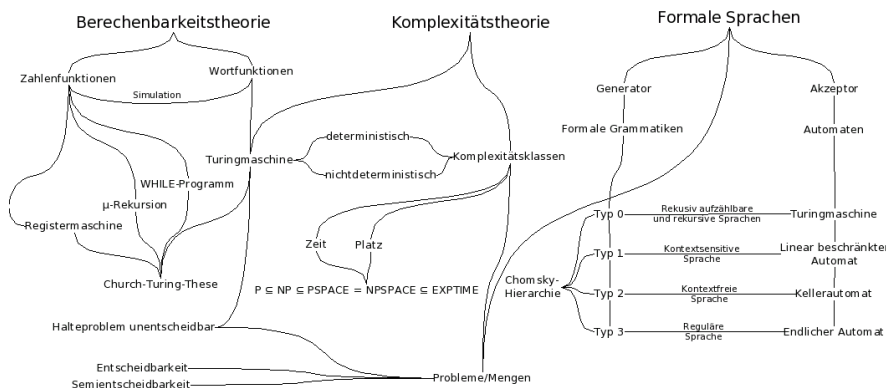 Berechenbarkeitstheorie
Komplexitätstheorie
Formale Sprachen
Zahlenfunktionen
Wortfunktionen
Simulation
Generator
Akzeptor
Formale Grammatiken
Automaten
deterministisch
Turingmaschine
Komplexitätsklassen
nichtdeterministisch
WHILE-Programm
µ-Rekursion
Registermaschine
Church-Turing-These
Zeit
Platz
P ⊆ NP ⊆ PSPACE = NPSPACE ⊆ EXPTIME
Chomsky-
Hierarchie
Typ 0
Rekusiv aufzählbare
und rekursive Sprachen
Turingmaschine
Typ 1
Kontextsensitive
Sprache
Linear beschränkter
Automat
Typ 2
Kontextfreie
Sprache
Kellerautomat
Typ 3
Reguläre
Sprache
Endlicher Automat
Halteproblem unentscheidbar
Entscheidbarkeit
Semientscheidbarkeit
Probleme/Mengen